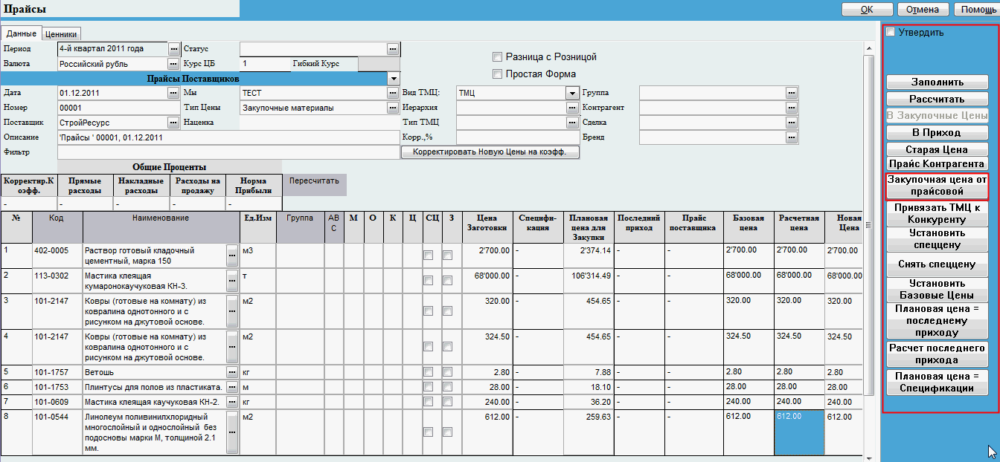 Прайсы
ОК Отмена Помощь
Данные Ценники
Утвердить
Период 4-й квартал 2011 года ... Статус ...
Валюта Российский рубль ... Курс ЦБ 1 Гибкий Курс
Разница с Розницой
Простая Форма
Прайсы Поставщиков
Дата 01.12.2011 ... Мы ТЕСТ ... Вид ТМЦ: ТМЦ Группа ...
Номер 00001 Тип Цены Закупочные материалы ... Иерархия ... Контрагент ...
Поставщик СтройРесурс ... Наценка Тип ТМЦ ... Сделка ...
Описание 'Прайсы ' 00001, 01.12.2011 Корр.,% Бренд ...
Фильтр Корректировать Новую Цены на коэфф.
Общие Проценты
Корректир.К Прямые Накладные Расходы на Норма Пересчитать
оэфф. расходы расходы продажу Прибыли
- - - - -
№ Код Наименование Ед.Изм Группа АВ М О К Ц СЦ З Цена Специфи- Плановая Последний Прайс Базовая Расчетная Новая
С Заготовки кация цена для приход поставщика цена цена Цена
Закупки
1 402-0005 Раствор готовый кладочный ... м3 2'700.00 - 2'374.14 - - 2'700.00 2'700.00 2'700.00
цементный, марка 150
2 113-0302 Мастика клеящая ... т 68'000.00 - 106'314.49 - - 68'000.00 68'000.00 68'000.00
кумаронокаучуковая КН-3.
3 101-2147 Ковры (готовые на комнату) из ... м2 320.00 - 454.65 - - 320.00 320.00 320.00
ковралина однотонного и с
рисунком на джутовой основе.
4 101-2147 Ковры (готовые на комнату) из ... м2 324.50 - 454.65 - - 324.50 324.50 324.50
ковралина однотонного и с
рисунком на джутовой основе.
5 101-1757 Ветошь ... кг 2.80 - 7.88 - - 2.80 2.80 2.80
6 101-1753 Плинтусы для полов из пластиката. ... м 28.00 - 18.10 - - 28.00 28.00 28.00
7 101-0609 Мастика клеящая каучуковая КН-2. ... кг 240.00 - 36.20 - - 240.00 240.00 240.00
8 101-0544 Линолеум поливинилхлоридный ... м2 612.00 - 259.63 - - 612.00 612.00 612.00
многослойный и однослойный без
подосновы марки М, толщиной 2.1
мм.
Заполнить
Рассчитать
В Закупочные Цены
В Приход
Старая Цена
Прайс Контрагента
Закупочная цена от
прайсовой
Привязать ТМЦ к
Конкуренту
Установить
спеццену
Снять спеццену
Установить
Базовые Цены
Плановая цена =
последнему
приходу
Расчет последнего
прихода
Плановая цена =
Спецификации